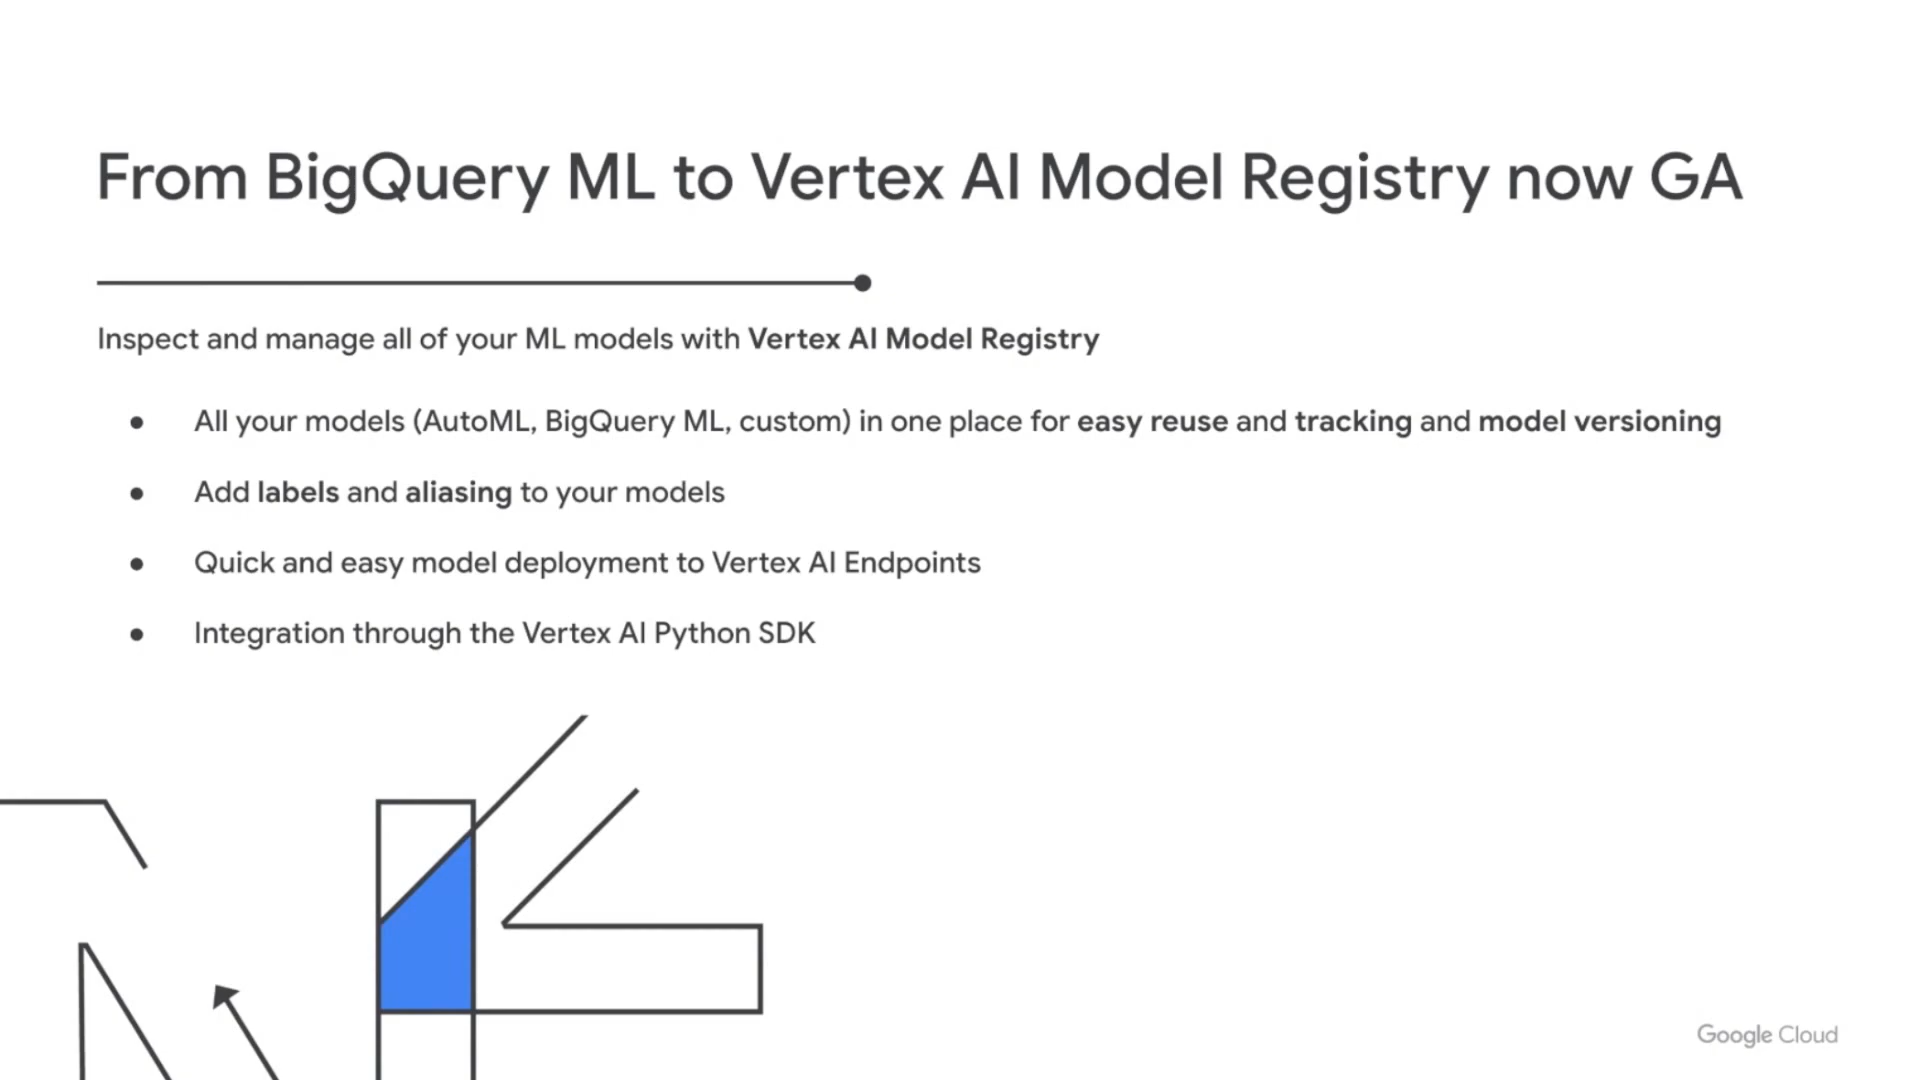 From BigQuery ML to Vertex AI Model Registry now GA
Inspect and manage all of your ML models with Vertex AI Model Registry
● All your models (AutoML, BigQuery ML, custom) in one place for easy reuse and tracking and model versioning
● Add labels and aliasing to your models
● Quick and easy model deployment to Vertex AI Endpoints
● Integration through the Vertex AI Python SDK
Google Cloud